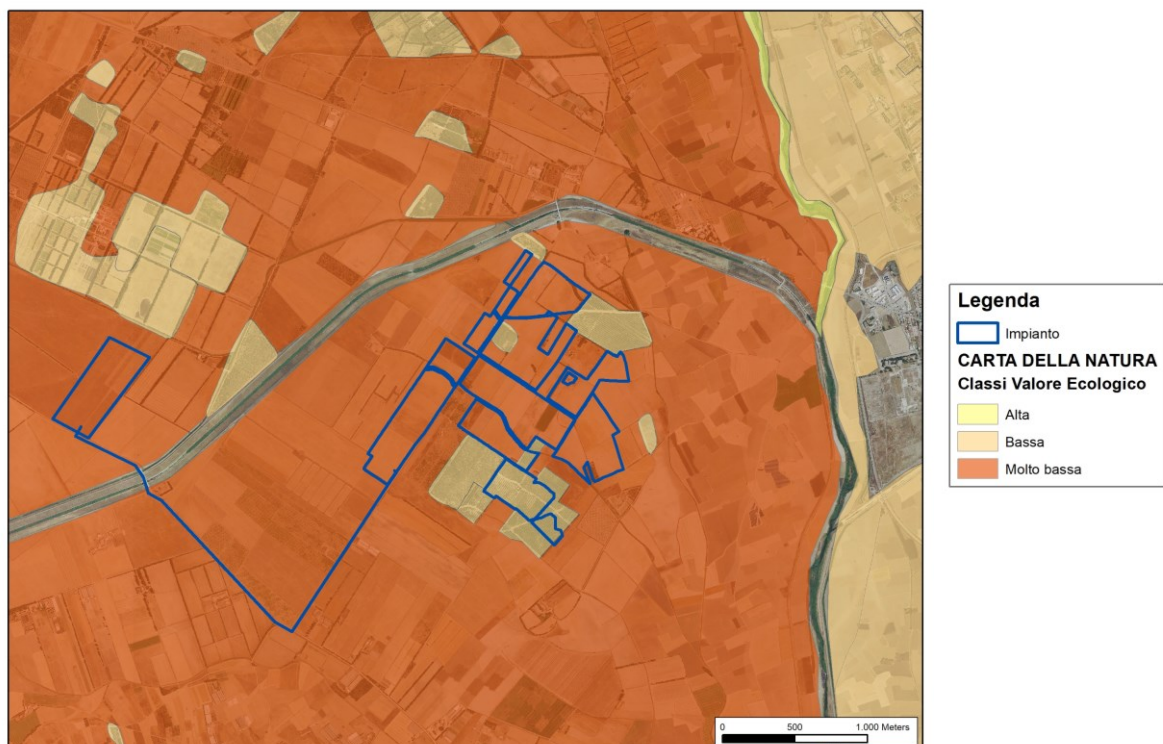 Legenda
Impianto
CARTA DELLA NATURA
Classi Valore Ecologico
Alta
Bassa
Molto bassa
0 500 1.000 Meters